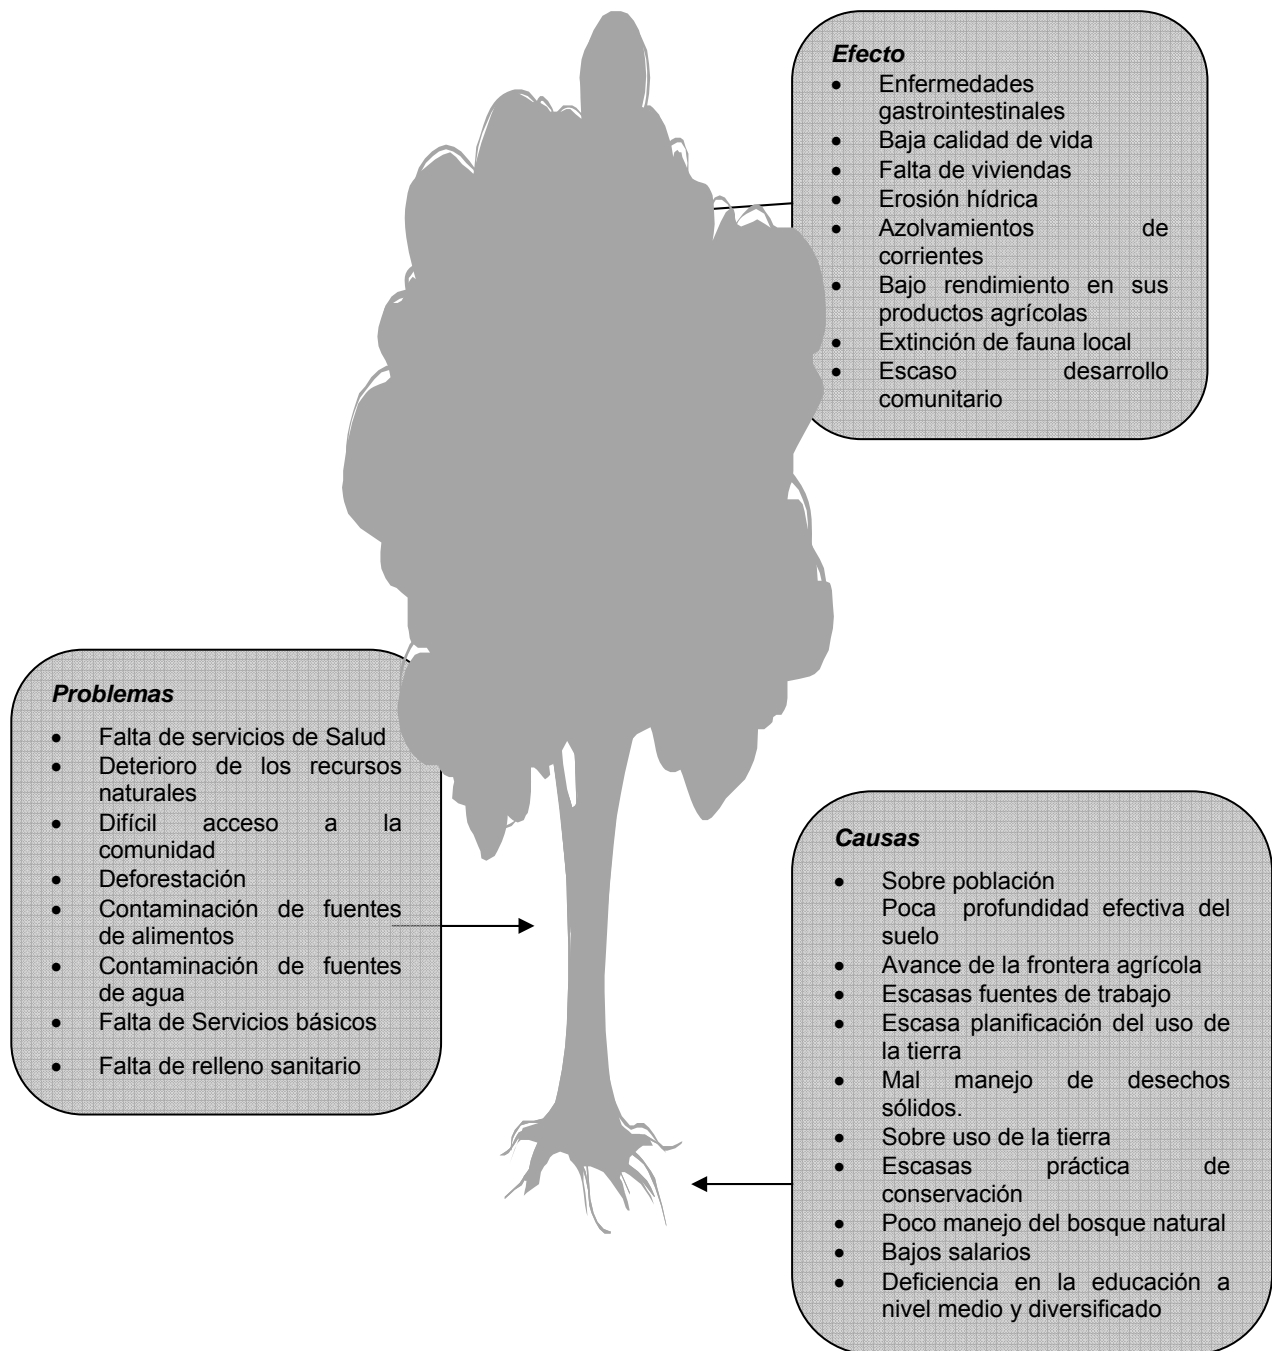 Efecto
• Enfermedades
gastrointestinales
• Baja calidad de vida
• Falta de viviendas
• Erosión hídrica
• Azolvamientos de
corrientes
• Bajo rendimiento en sus
productos agrícolas
• Extinción de fauna local
• Escaso desarrollo
comunitario
Problemas
• Falta de servicios de Salud
• Deterioro de los recursos
naturales
• Difícil acceso a la
comunidad
• Deforestación
• Contaminación de fuentes
de alimentos
• Contaminación de fuentes
de agua
• Falta de Servicios básicos
• Falta de relleno sanitario
Causas
• Sobre población
Poca profundidad efectiva del
suelo
• Avance de la frontera agrícola
• Escasas fuentes de trabajo
• Escasa planificación del uso de
la tierra
• Mal manejo de desechos
sólidos.
• Sobre uso de la tierra
• Escasas práctica de
conservación
• Poco manejo del bosque natural
• Bajos salarios
• Deficiencia en la educación a
nivel medio y diversificado